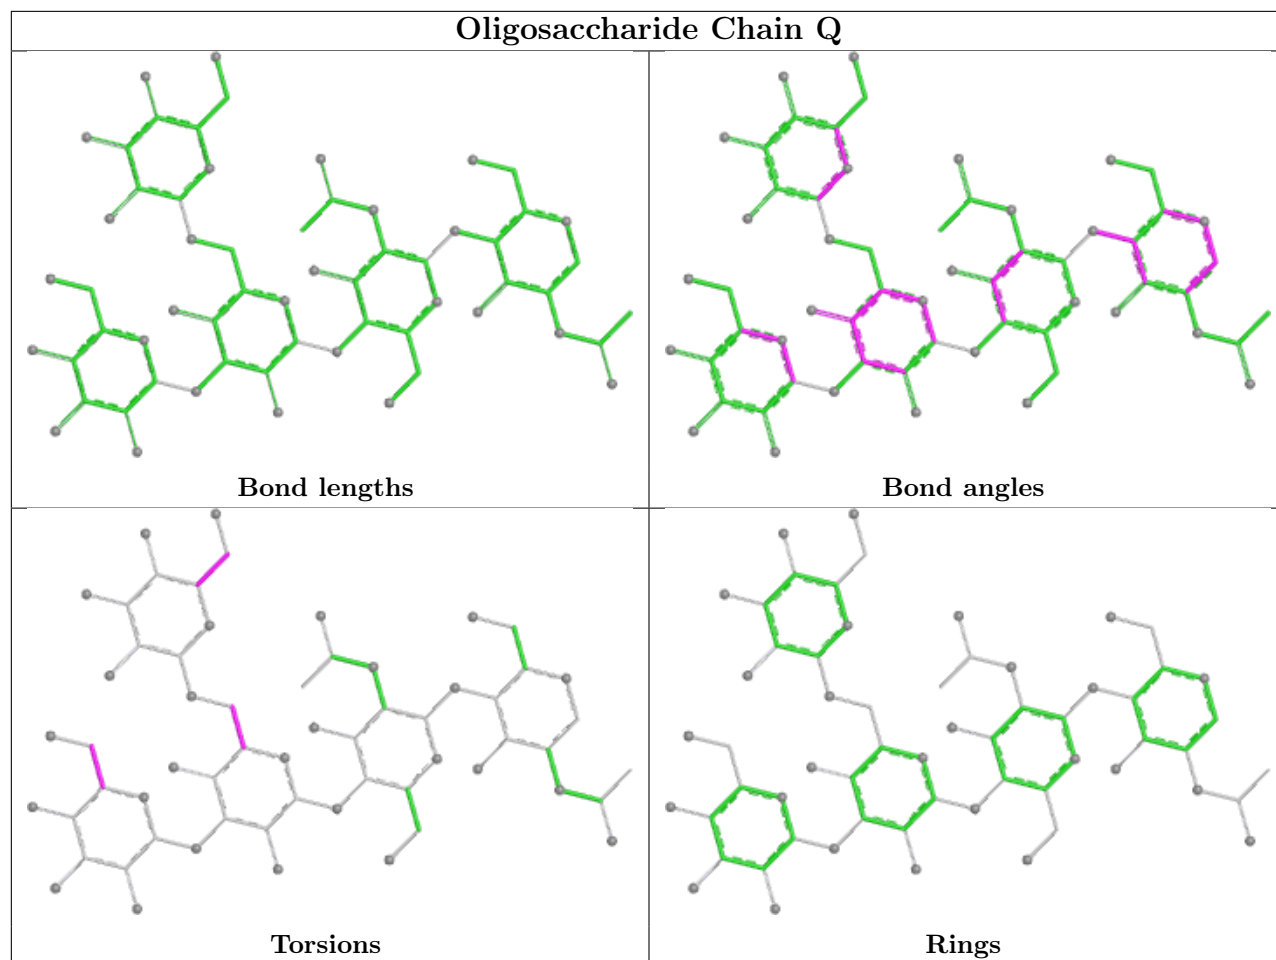 Oligosaccharide Chain Q
Bond lengths
Bond angles
Torsions
Rings